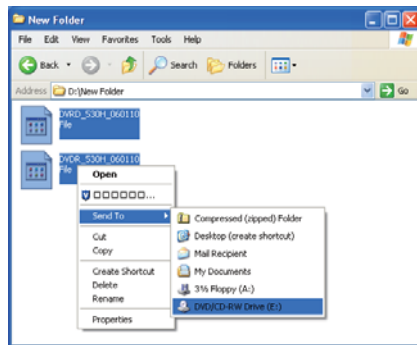 New Folder
File Edit View Favorites Tools Help
Back Search Folders
Address D:\New Folder Go
DVRD_530H_060110
File
DVDR_530H_060110
File
Open
□□□□□□...
Send To
Cut
Copy
Create Shortcut
Delete
Rename
Properties
Compressed (zipped) Folder
Desktop (create shortcut)
Mail Recipient
My Documents
3½ Floppy (A:)
DVD/CD-RW Drive (E:)